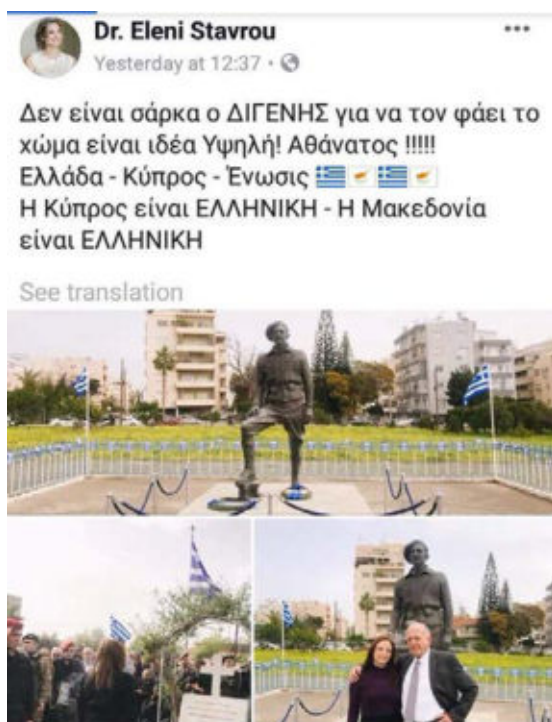 Dr. Eleni Stavrou
Yesterday at 12:37 ·
Δεν είναι σάρκα ο ΔΙΓΕΝΗΣ για να τον φάει το
χώμα είναι ιδέα Υψηλή! Αθάνατος !!!!!
Ελλάδα - Κύπρος - Ένωσις 🇬🇷🇨🇾🇬🇷🇨🇾
Η Κύπρος είναι ΕΛΛΗΝΙΚΗ - Η Μακεδονία
είναι ΕΛΛΗΝΙΚΗ
See translation